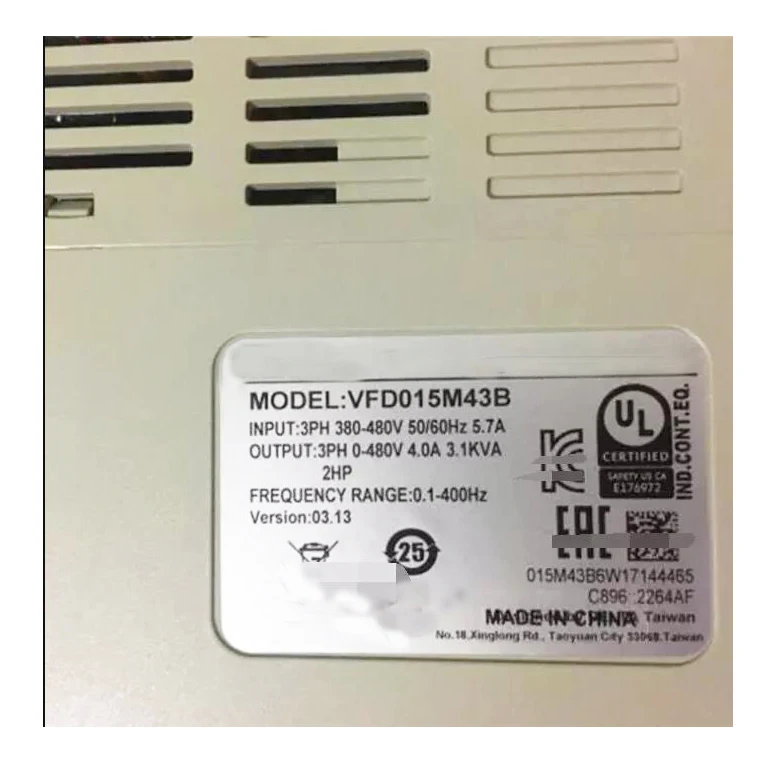 MODEL:VFD015M43B
INPUT:3PH 380-480V 50/60Hz 5.7A
OUTPUT:3PH 0-480V 4.0A 3.1KVA
2HP
FREQUENCY RANGE:0.1-400Hz
Version:03.13
UL
CERTIFIED
SAFETY US CA
E176972
IND.CONT.EQ.
EAC
25
015M43B6W17144465
C896 2264AF
MADE IN CHINA Taiwan
No.18,Xinglong Rd., Taoyuan City 33068,Taiwan